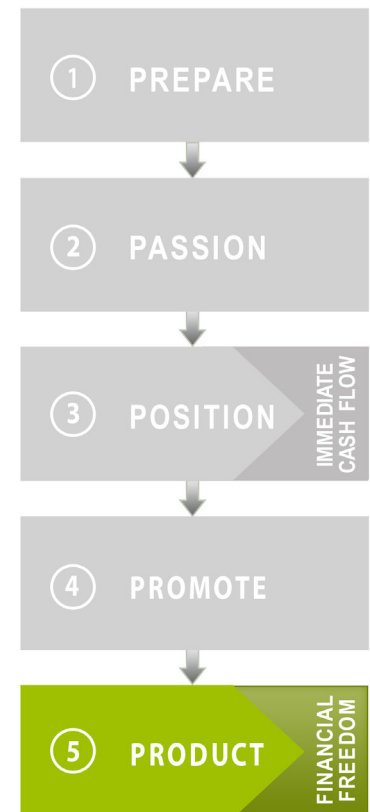 1 PREPARE
2 PASSION
3 POSITION
IMMEDIATE
CASH FLOW
4 PROMOTE
5 PRODUCT
FINANCIAL
FREEDOM